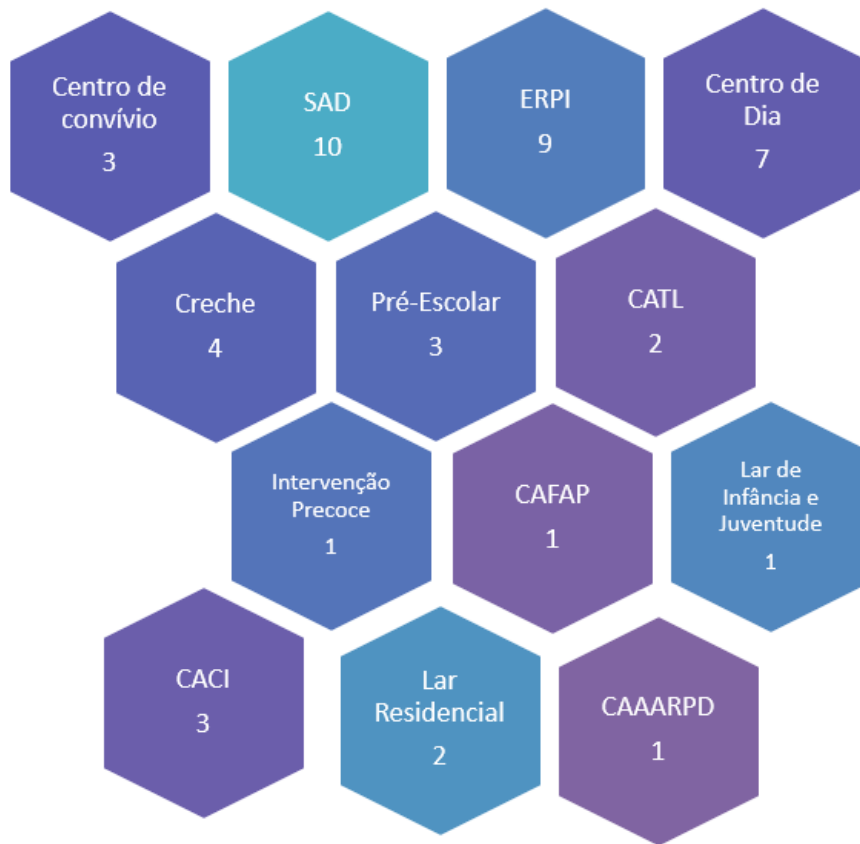 Centro de
convívio
3
SAD
10
ERPI
9
Centro de
Dia
7
Creche
4
Pré-Escolar
3
CATL
2
Intervenção
Precoce
1
CAFAP
1
Lar de
Infância e
Juventude
1
CACI
3
Lar
Residencial
2
CAAARPD
1